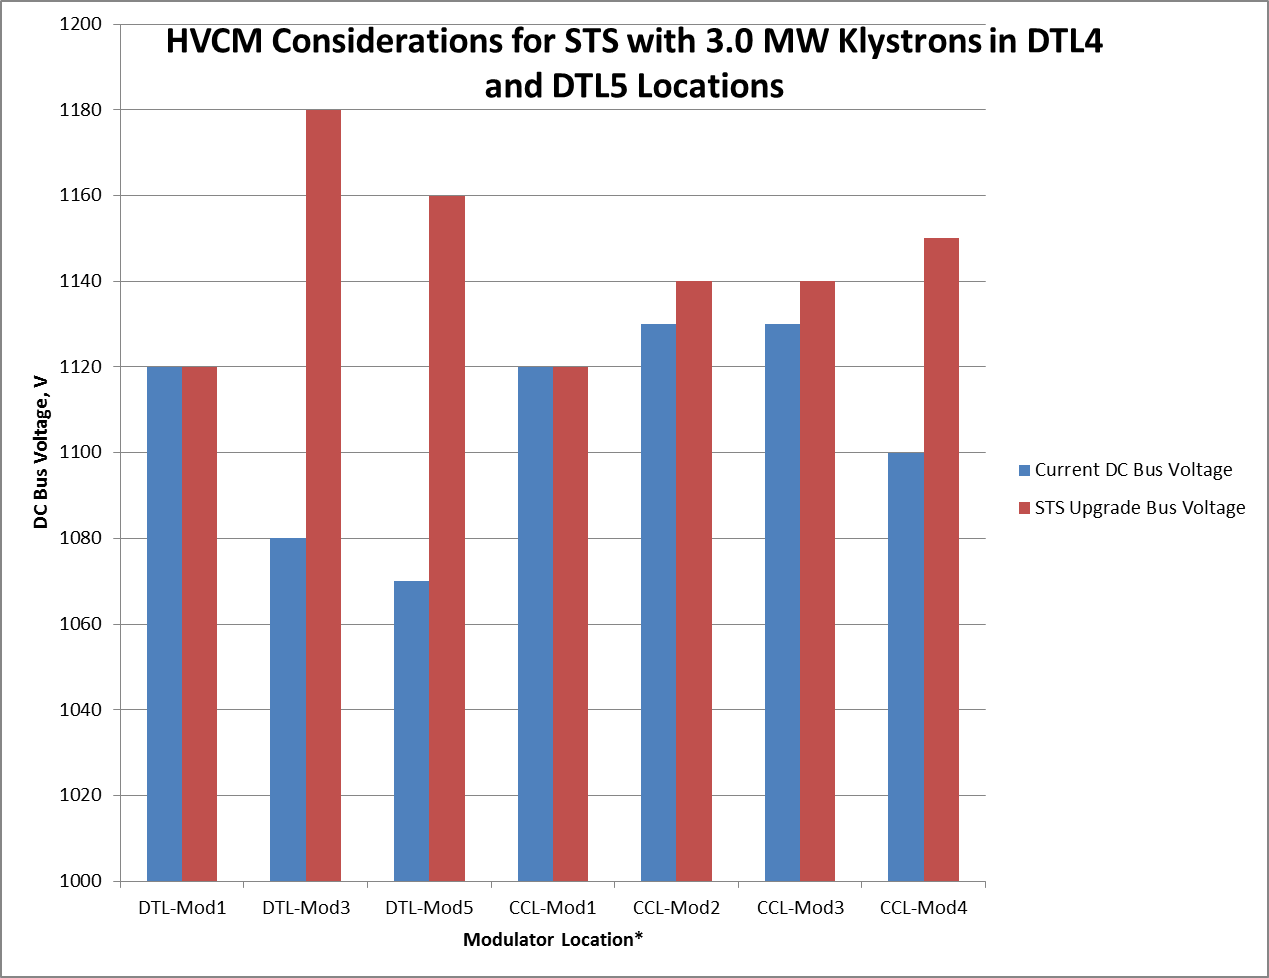 HVCM Considerations for STS with 3.0 MW Klystrons in DTL4
and DTL5 Locations
1200
1180
1160
1140
1120
1100
1080
1060
1040
1020
1000
DC Bus Voltage, V
DTL-Mod1 DTL-Mod3 DTL-Mod5 CCL-Mod1 CCL-Mod2 CCL-Mod3 CCL-Mod4
Modulator Location*
Current DC Bus Voltage
STS Upgrade Bus Voltage